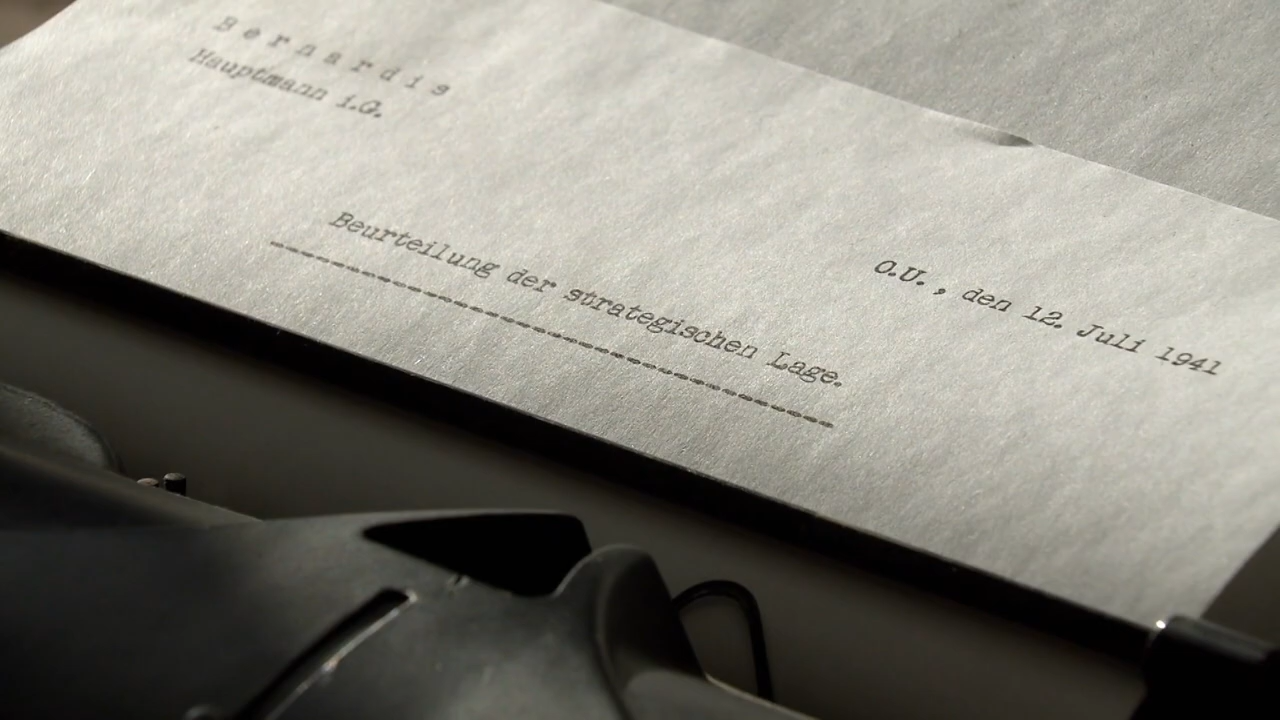 Bernardis
Hauptmann i.G.
O.U., den 12. Juli 1941
Beurteilung der strategischen Lage.